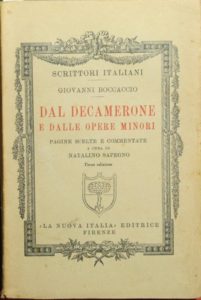 SCRITTORI ITALIANI
GIOVANNI BOCCACCIO
DAL DECAMERONE
E DALLE OPERE MINORI
PAGINE SCELTE E COMMENTATE
A CURA DI
NATALINO SAPEGNO
Terza edizione
«LA NUOVA ITALIA» EDITRICE
FIRENZE